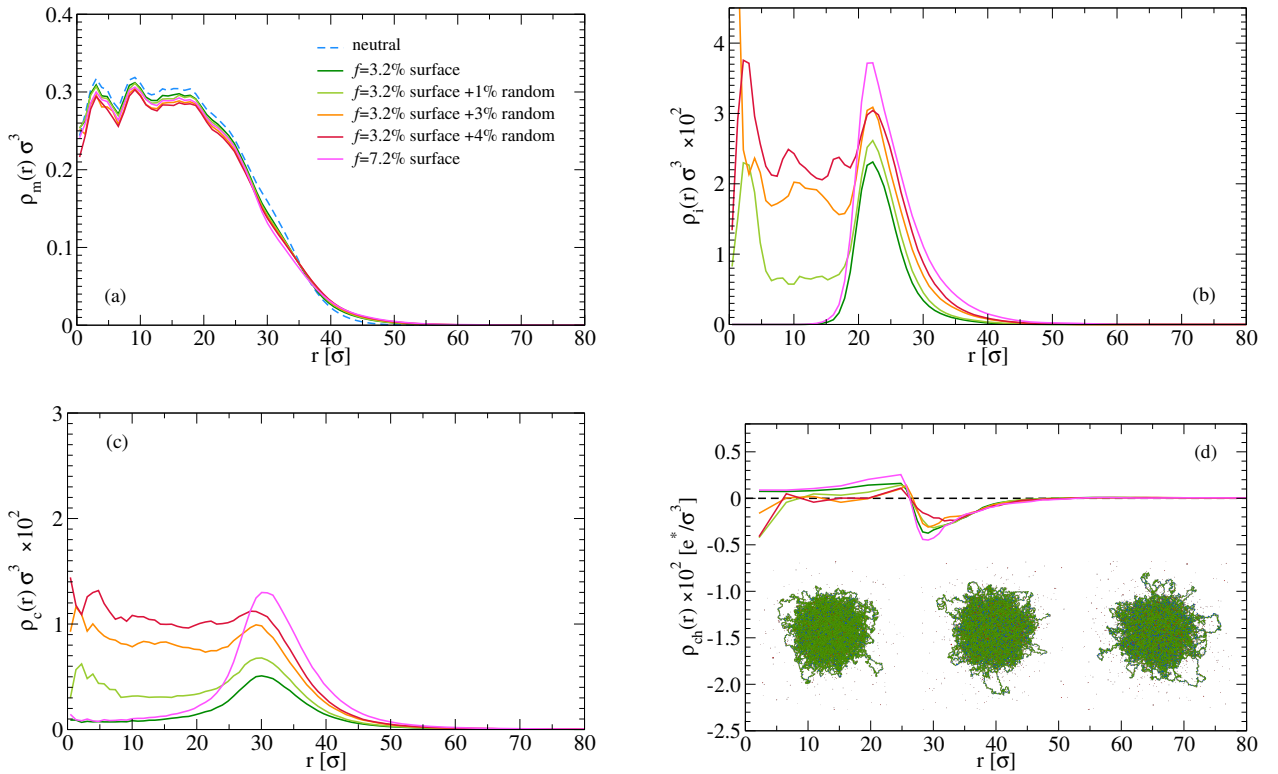 0.4
0.3
0.2
0.1
0
ρm(r) σ³
neutral
f=3.2% surface
f=3.2% surface +1% random
f=3.2% surface +3% random
f=3.2% surface +4% random
f=7.2% surface
(a)
0 10 20 30 40 50 60 70 80
r [σ]
4
3
2
1
0
ρi(r) σ³ ×10²
(b)
0 10 20 30 40 50 60 70 80
r [σ]
3
2
1
0
ρc(r) σ³ ×10²
(c)
0 10 20 30 40 50 60 70 80
r [σ]
0.5
0
-0.5
-1.0
-1.5
-2.0
-2.5
ρch(r) ×10² [e*/σ³]
(d)
0 10 20 30 40 50 60 70 80
r [σ]